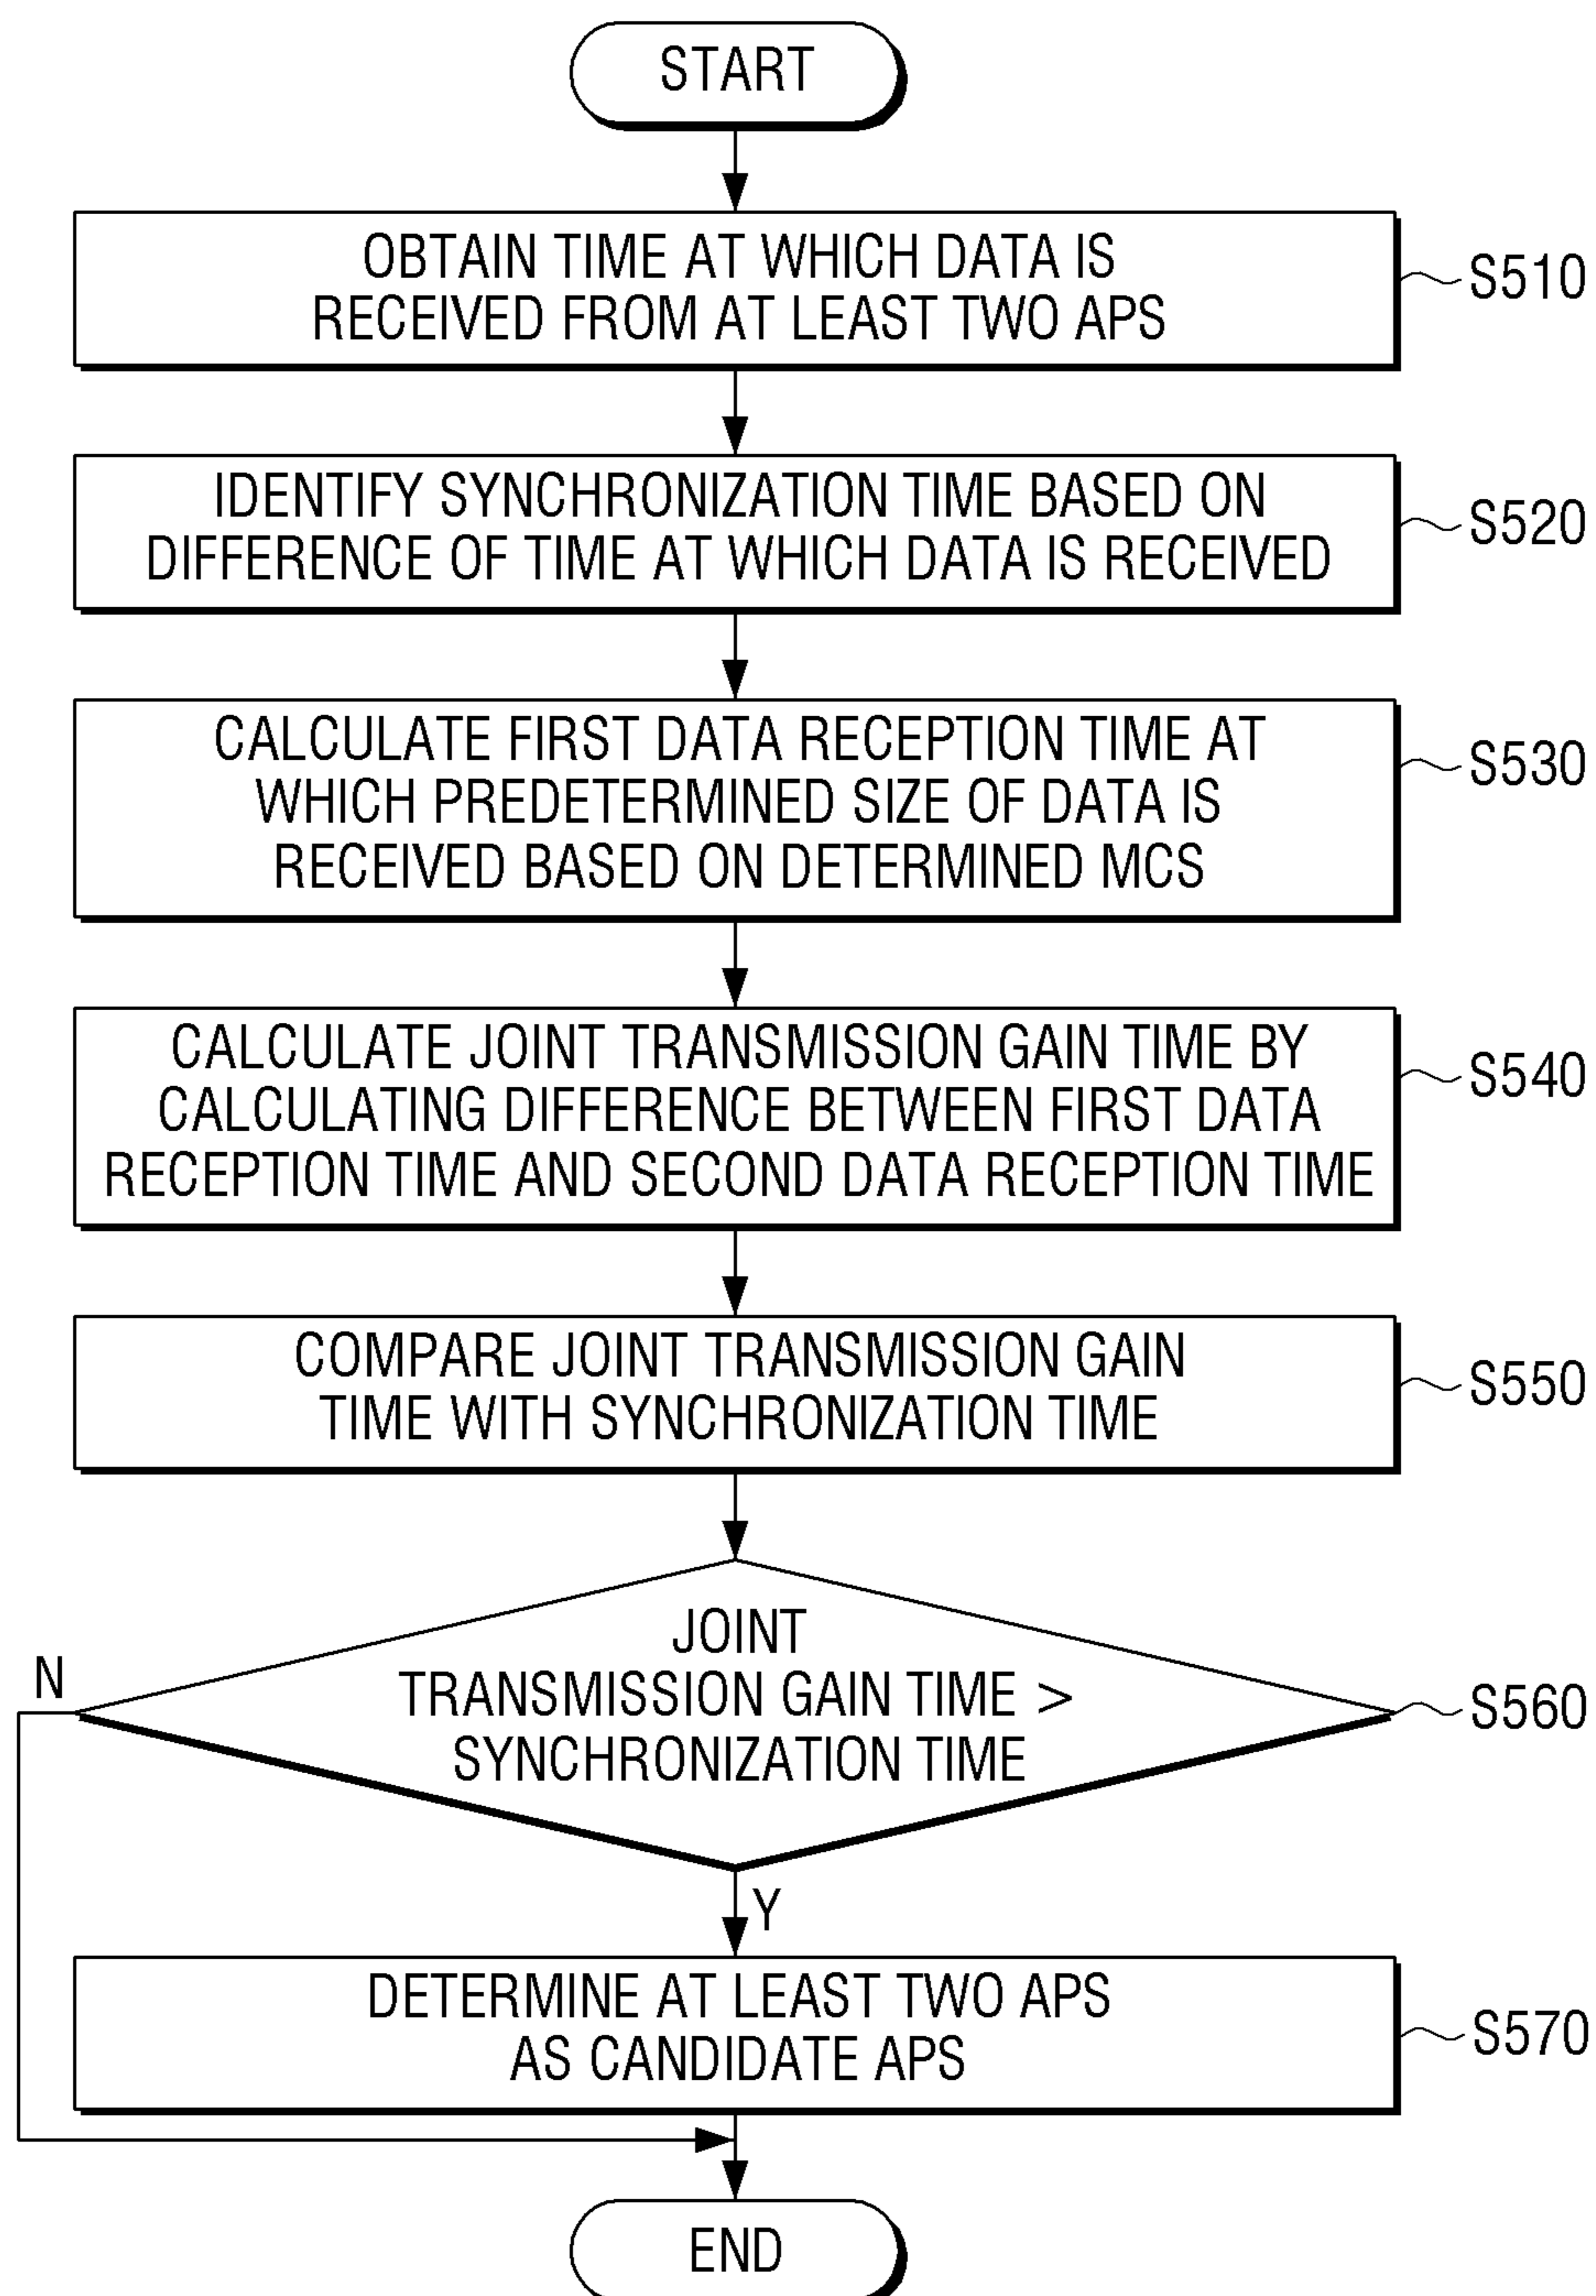 START
OBTAIN TIME AT WHICH DATA IS
RECEIVED FROM AT LEAST TWO APS
S510
IDENTIFY SYNCHRONIZATION TIME BASED ON
DIFFERENCE OF TIME AT WHICH DATA IS RECEIVED
S520
CALCULATE FIRST DATA RECEPTION TIME AT
WHICH PREDETERMINED SIZE OF DATA IS
RECEIVED BASED ON DETERMINED MCS
S530
CALCULATE JOINT TRANSMISSION GAIN TIME BY
CALCULATING DIFFERENCE BETWEEN FIRST DATA
RECEPTION TIME AND SECOND DATA RECEPTION TIME
S540
COMPARE JOINT TRANSMISSION GAIN
TIME WITH SYNCHRONIZATION TIME
S550
JOINT
TRANSMISSION GAIN TIME >
SYNCHRONIZATION TIME
S560
N
Y
DETERMINE AT LEAST TWO APS
AS CANDIDATE APS
S570
END